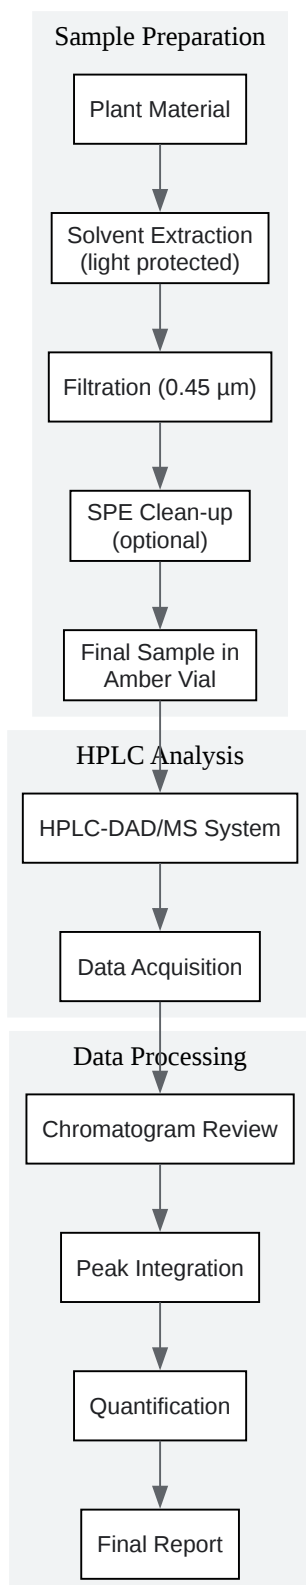 Sample Preparation
Plant Material
Solvent Extraction
(light protected)
Filtration (0.45 µm)
SPE Clean-up
(optional)
Final Sample in
Amber Vial
HPLC Analysis
HPLC-DAD/MS System
Data Acquisition
Data Processing
Chromatogram Review
Peak Integration
Quantification
Final Report